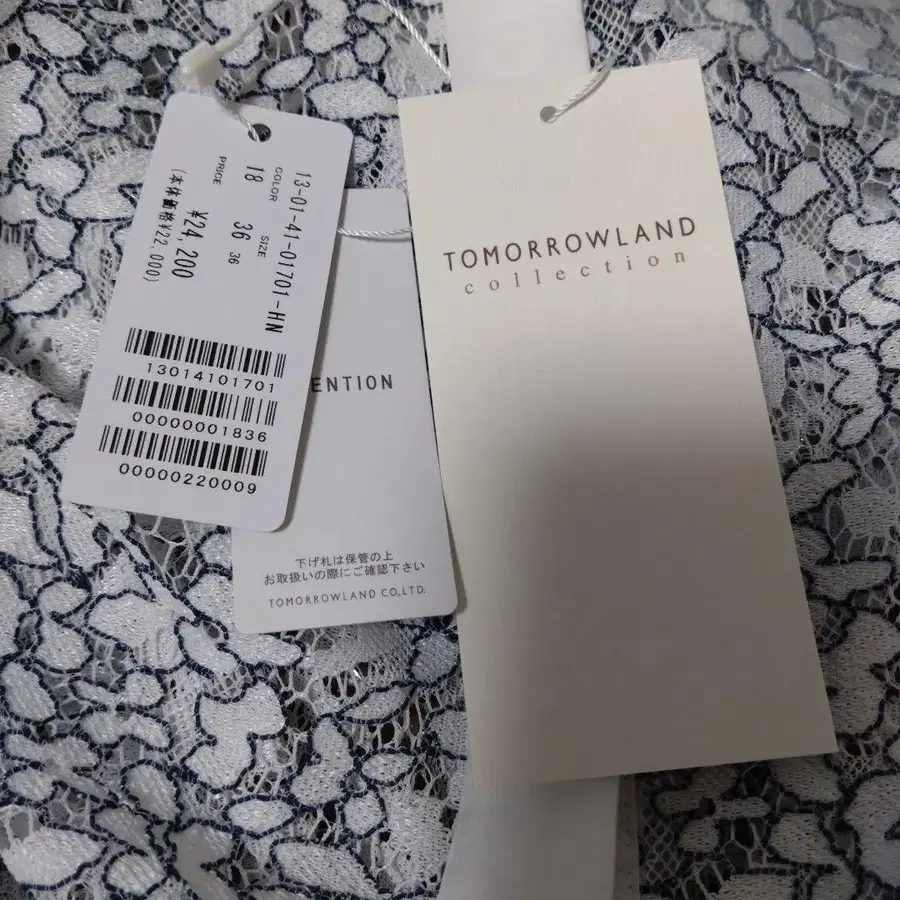 13-01-41-01701-HN
COLOR SIZE
18 36 36
PRICE
¥24,200
(本体価格¥22,000)
13014101701
00000001836
00000220009
ENTION
下げ札は保管の上
お取扱いの際にご確認下さい
TOMORROWLAND CO.,LTD.
TOMORROWLAND
collection